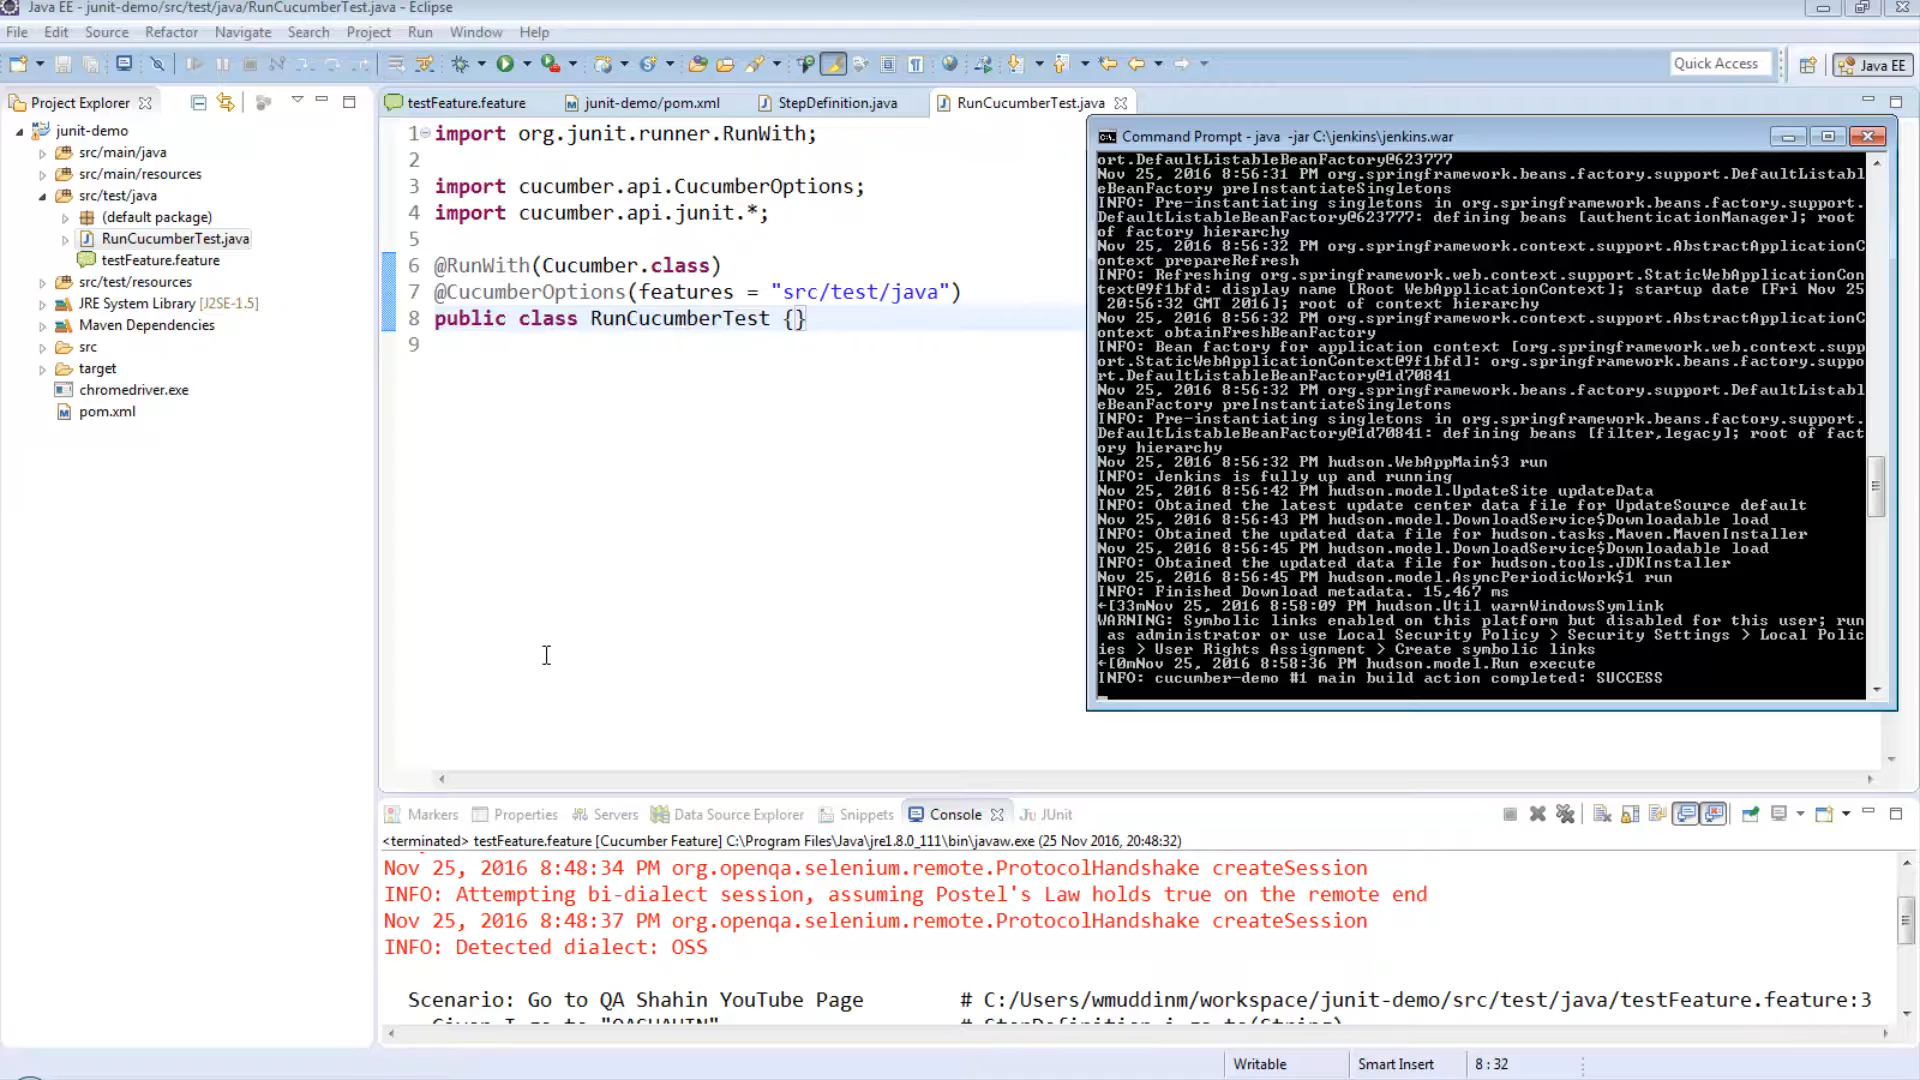 Java EE - junit-demo/src/test/java/RunCucumberTest.java - Eclipse
File Edit Source Refactor Navigate Search Project Run Window Help
Quick Access
Java EE
Project Explorer
junit-demo
src/main/java
src/main/resources
src/test/java
(default package)
RunCucumberTest.java
testFeature.feature
src/test/resources
JRE System Library [J2SE-1.5]
Maven Dependencies
src
target
chromedriver.exe
pom.xml
testFeature.feature junit-demo/pom.xml StepDefinition.java RunCucumberTest.java
1 import org.junit.runner.RunWith;
2
3 import cucumber.api.CucumberOptions;
4 import cucumber.api.junit.*;
5
6 @RunWith(Cucumber.class)
7 @CucumberOptions(features = "src/test/java")
8 public class RunCucumberTest {}
9
Command Prompt - java -jar C:\jenkins\jenkins.war
ort.DefaultListableBeanFactory@623777
Nov 25, 2016 8:56:31 PM org.springframework.beans.factory.support.DefaultListabl
eBeanFactory preInstantiateSingletons
INFO: Pre-instantiating singletons in org.springframework.beans.factory.support.
DefaultListableBeanFactory@623777: defining beans [authenticationManager]; root
of factory hierarchy
Nov 25, 2016 8:56:32 PM org.springframework.context.support.AbstractApplicationC
ontext prepareRefresh
INFO: Refreshing org.springframework.web.context.support.StaticWebApplicationCon
text@9f1bfd: display name [Root WebApplicationContext]; startup date [Fri Nov 25
20:56:32 GMT 2016]; root of context hierarchy
Nov 25, 2016 8:56:32 PM org.springframework.context.support.AbstractApplicationC
ontext obtainFreshBeanFactory
INFO: Bean factory for application context [org.springframework.web.context.supp
ort.StaticWebApplicationContext@9f1bfd]: org.springframework.beans.factory.suppo
rt.DefaultListableBeanFactory@1d70841
Nov 25, 2016 8:56:32 PM org.springframework.beans.factory.support.DefaultListabl
eBeanFactory preInstantiateSingletons
INFO: Pre-instantiating singletons in org.springframework.beans.factory.support.
DefaultListableBeanFactory@1d70841: defining beans [filter,legacy]; root of fact
ory hierarchy
Nov 25, 2016 8:56:32 PM hudson.WebAppMain$3 run
INFO: Jenkins is fully up and running
Nov 25, 2016 8:56:42 PM hudson.model.UpdateSite updateData
INFO: Obtained the latest update center data file for UpdateSource default
Nov 25, 2016 8:56:43 PM hudson.model.DownloadService$Downloadable load
INFO: Obtained the updated data file for hudson.tasks.Maven.MavenInstaller
Nov 25, 2016 8:56:45 PM hudson.model.DownloadService$Downloadable load
INFO: Obtained the updated data file for hudson.tools.JDKInstaller
Nov 25, 2016 8:56:45 PM hudson.model.AsyncPeriodicWork$1 run
INFO: Finished Download metadata. 15,467 ms
←[33mNov 25, 2016 8:58:09 PM hudson.Util warnWindowsSymlink
WARNING: Symbolic links enabled on this platform but disabled for this user; run
as administrator or use Local Security Policy > Security Settings > Local Polic
ies > User Rights Assignment > Create symbolic links
←[0mNov 25, 2016 8:58:36 PM hudson.model.Run execute
INFO: cucumber-demo #1 main build action completed: SUCCESS
Markers Properties Servers Data Source Explorer Snippets Console JUnit
<terminated> testFeature.feature [Cucumber Feature] C:\Program Files\Java\jre1.8.0_111\bin\javaw.exe (25 Nov 2016, 20:48:32)
Nov 25, 2016 8:48:34 PM org.openqa.selenium.remote.ProtocolHandshake createSession
INFO: Attempting bi-dialect session, assuming Postel's Law holds true on the remote end
Nov 25, 2016 8:48:37 PM org.openqa.selenium.remote.ProtocolHandshake createSession
INFO: Detected dialect: OSS
Scenario: Go to QA Shahin YouTube Page # C:/Users/wmuddinm/workspace/junit-demo/src/test/java/testFeature.feature:3
Given I go to "QASHAHIN" # StepDefinition.i_go_to(String)
Writable Smart Insert 8 : 32